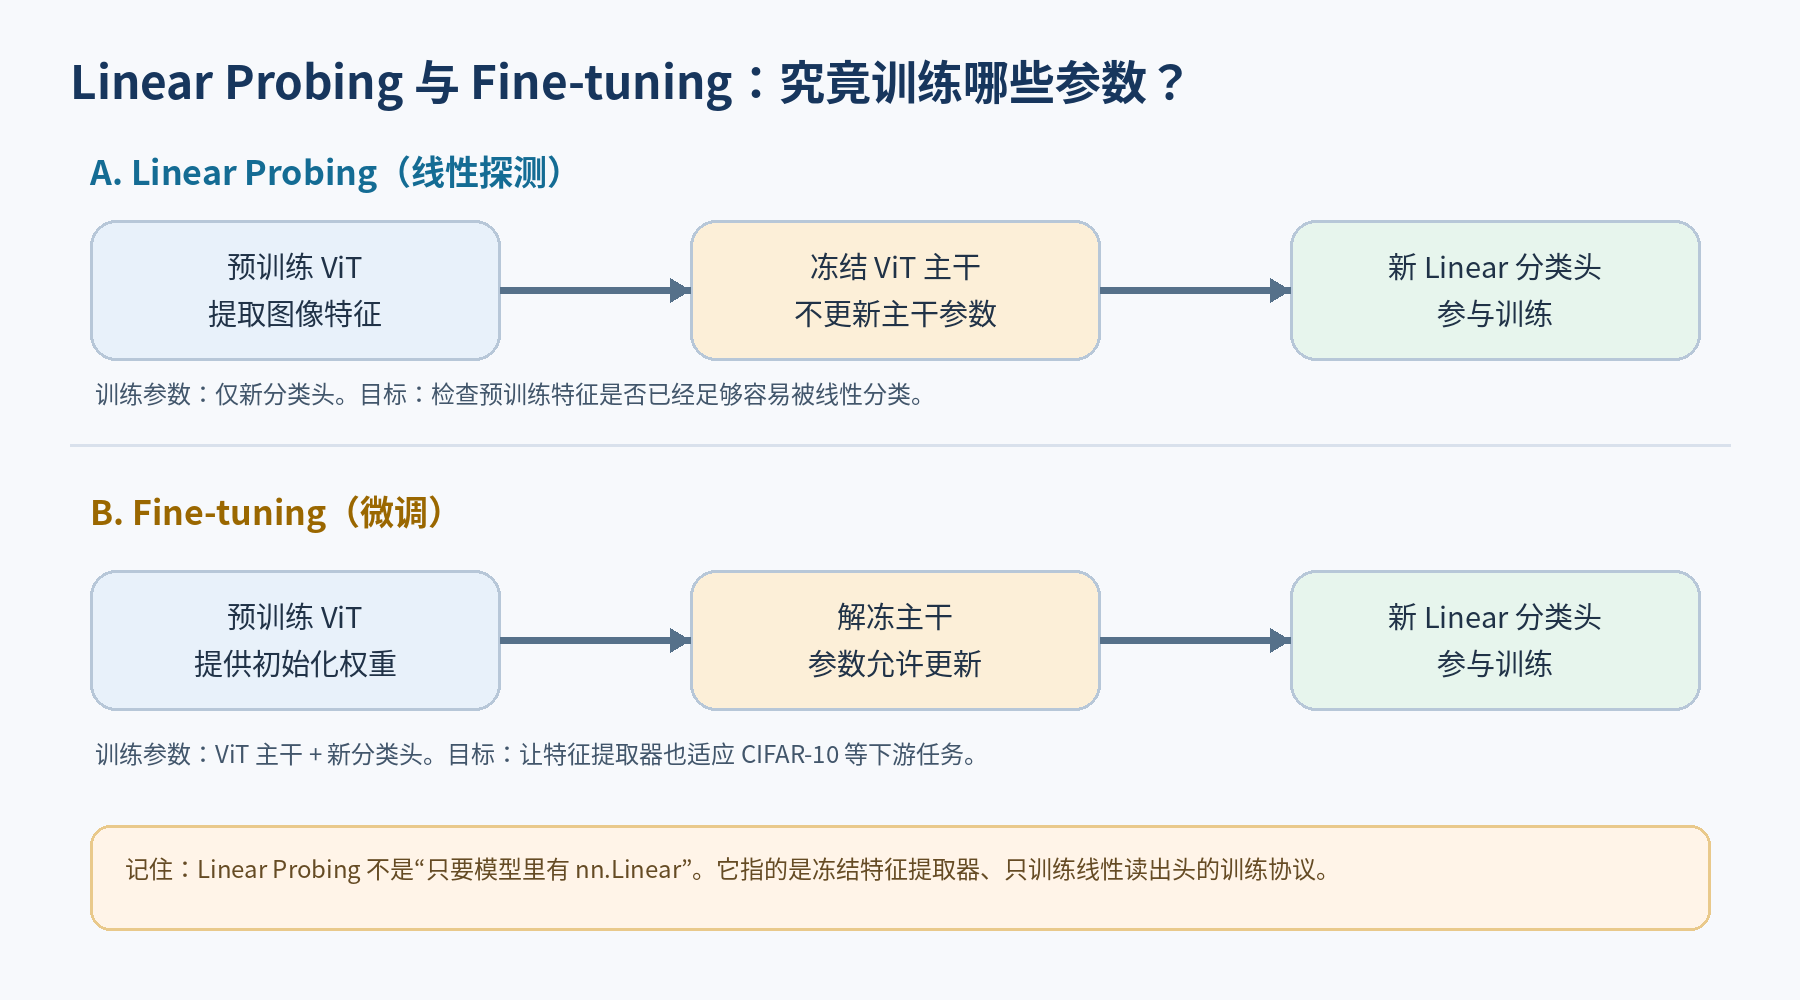 Linear Probing 与 Fine-tuning：究竟训练哪些参数？
A. Linear Probing（线性探测）
预训练 ViT
提取图像特征
冻结 ViT 主干
不更新主干参数
新 Linear 分类头
参与训练
训练参数：仅新分类头。目标：检查预训练特征是否已经足够容易被线性分类。
B. Fine-tuning（微调）
预训练 ViT
提供初始化权重
解冻主干
参数允许更新
新 Linear 分类头
参与训练
训练参数：ViT 主干 + 新分类头。目标：让特征提取器也适应 CIFAR-10 等下游任务。
记住：Linear Probing 不是“只要模型里有 nn.Linear”。它指的是冻结特征提取器、只训练线性读出头的训练协议。